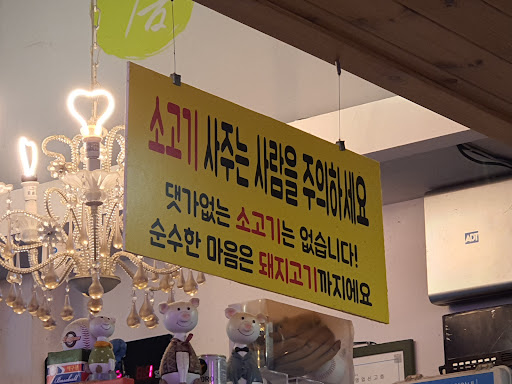 소고기 사주는 사람을 주의하세요
댓가없는 소고기는 없습니다!
순수한 마음은 돼지고기까지에요
ADT